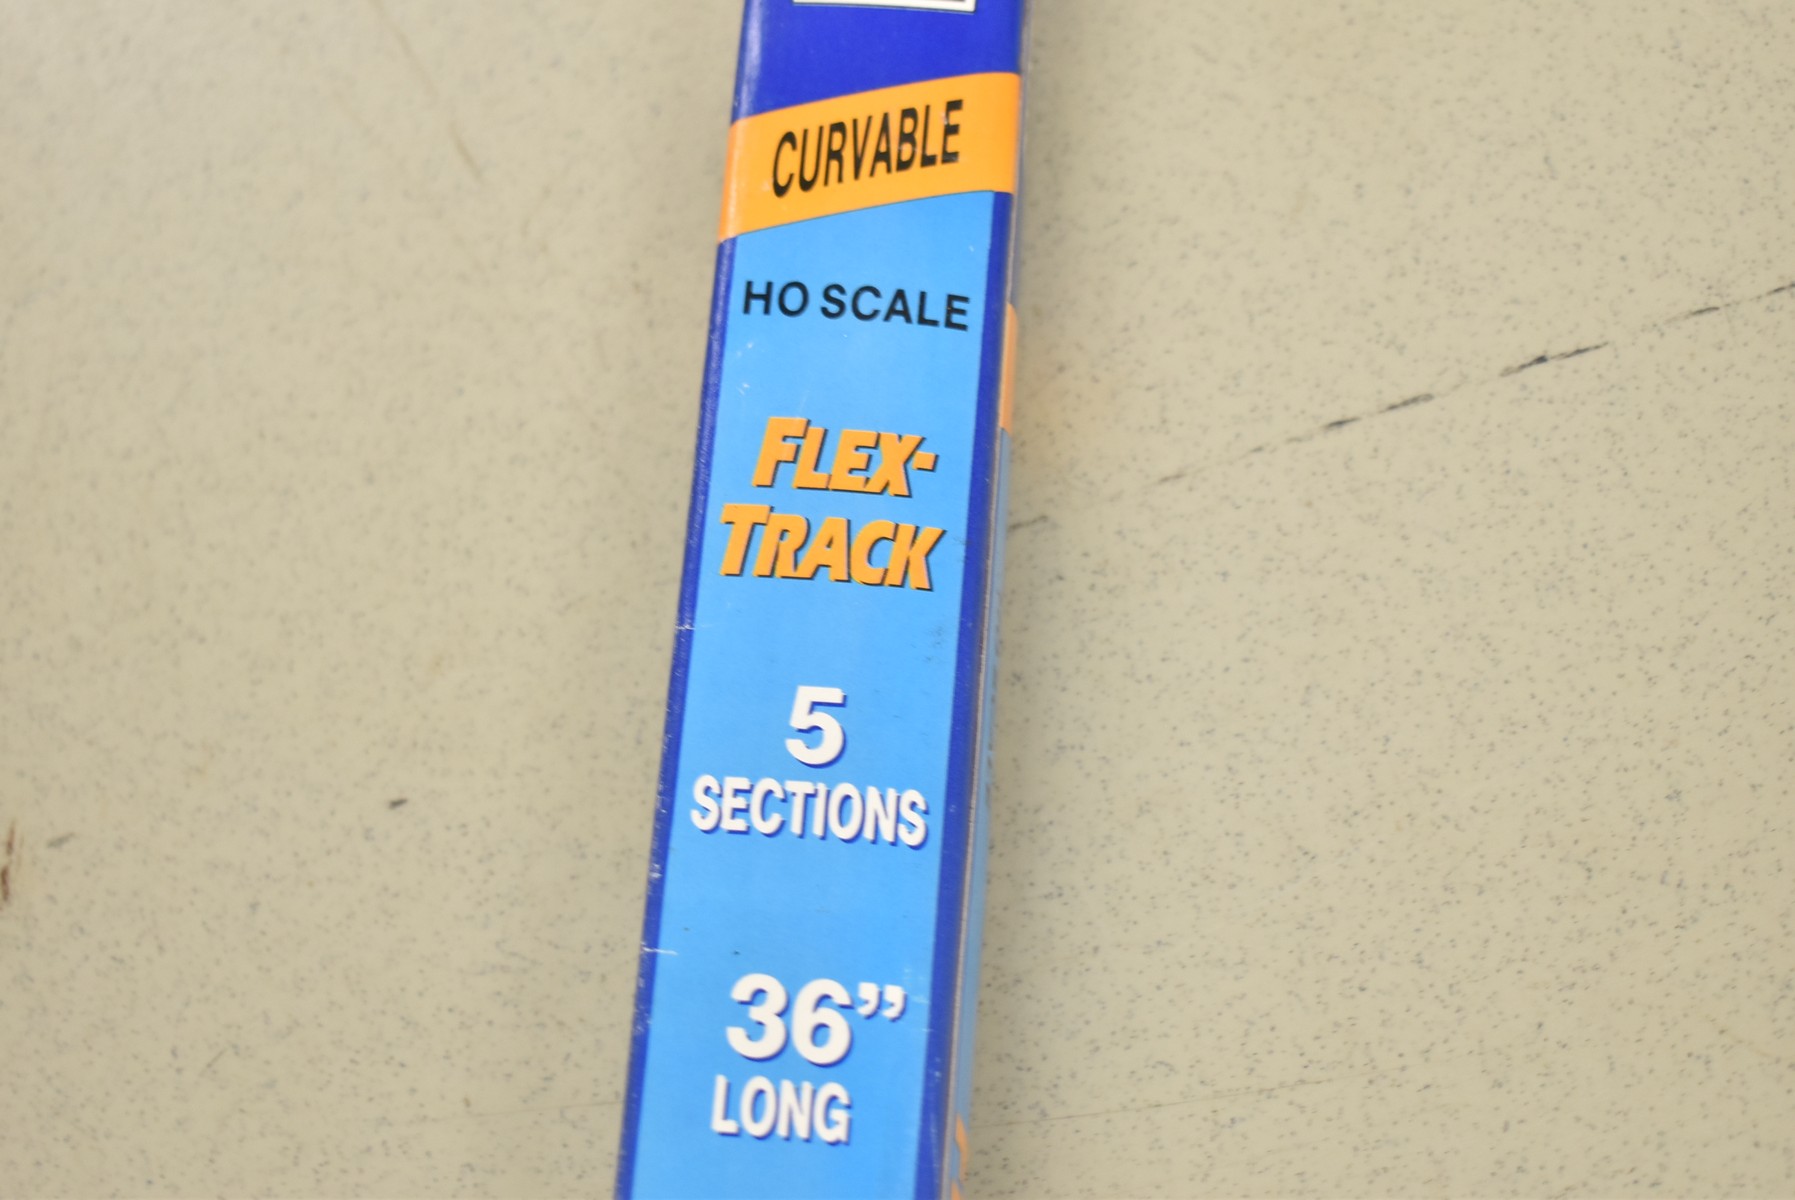 CURVABLE
HO SCALE
FLEX-
TRACK
5
SECTIONS
36”
LONG